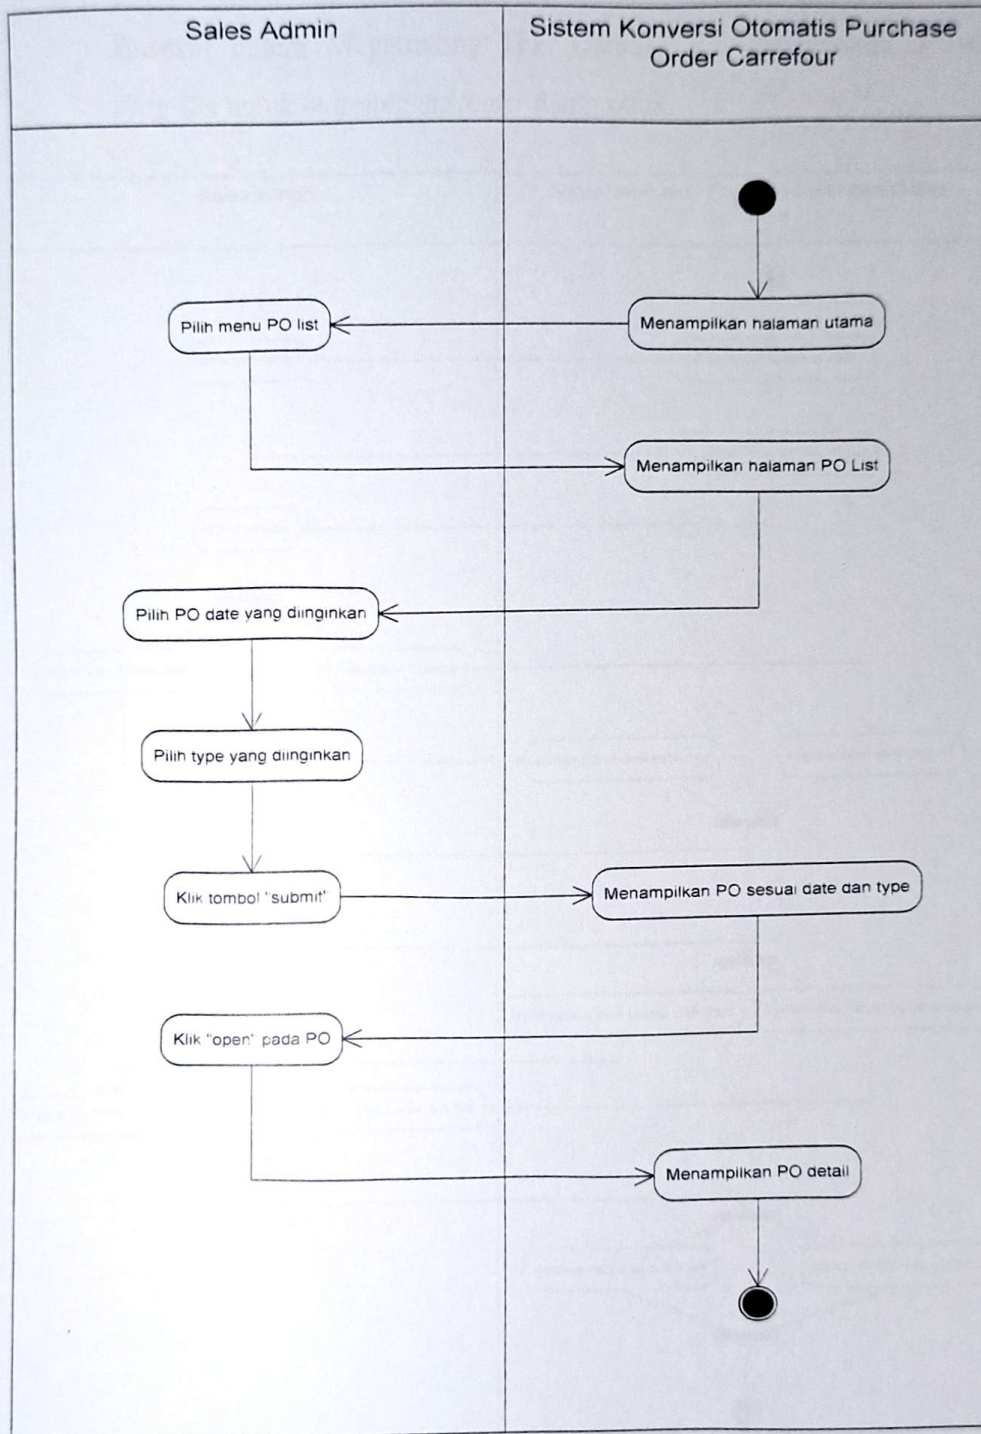 Sales Admin
Sistem Konversi Otomatis Purchase
Order Carrefour
Menampilkan halaman utama
Pilih menu PO list
Menampilkan halaman PO List
Pilih PO date yang diinginkan
Pilih type yang diinginkan
Klik tombol "submit"
Menampilkan PO sesuai date dan type
Klik "open" pada PO
Menampilkan PO detail